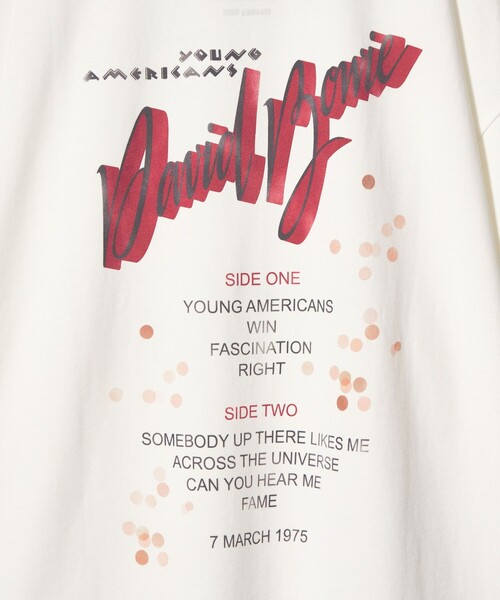 YOUNG
AMERICANS
David Bowie
SIDE ONE
YOUNG AMERICANS
WIN
FASCINATION
RIGHT
SIDE TWO
SOMEBODY UP THERE LIKES ME
ACROSS THE UNIVERSE
CAN YOU HEAR ME
FAME
7 MARCH 1975